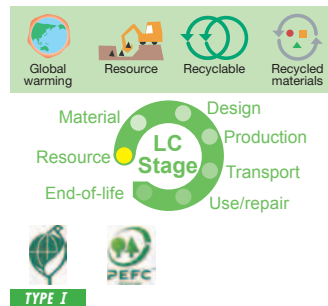 Global warming
Resource
Recyclable
Recycled materials
Material
Design
Production
Resource
LC Stage
Transport
End-of-life
Use/repair
PEFC
TYPE I